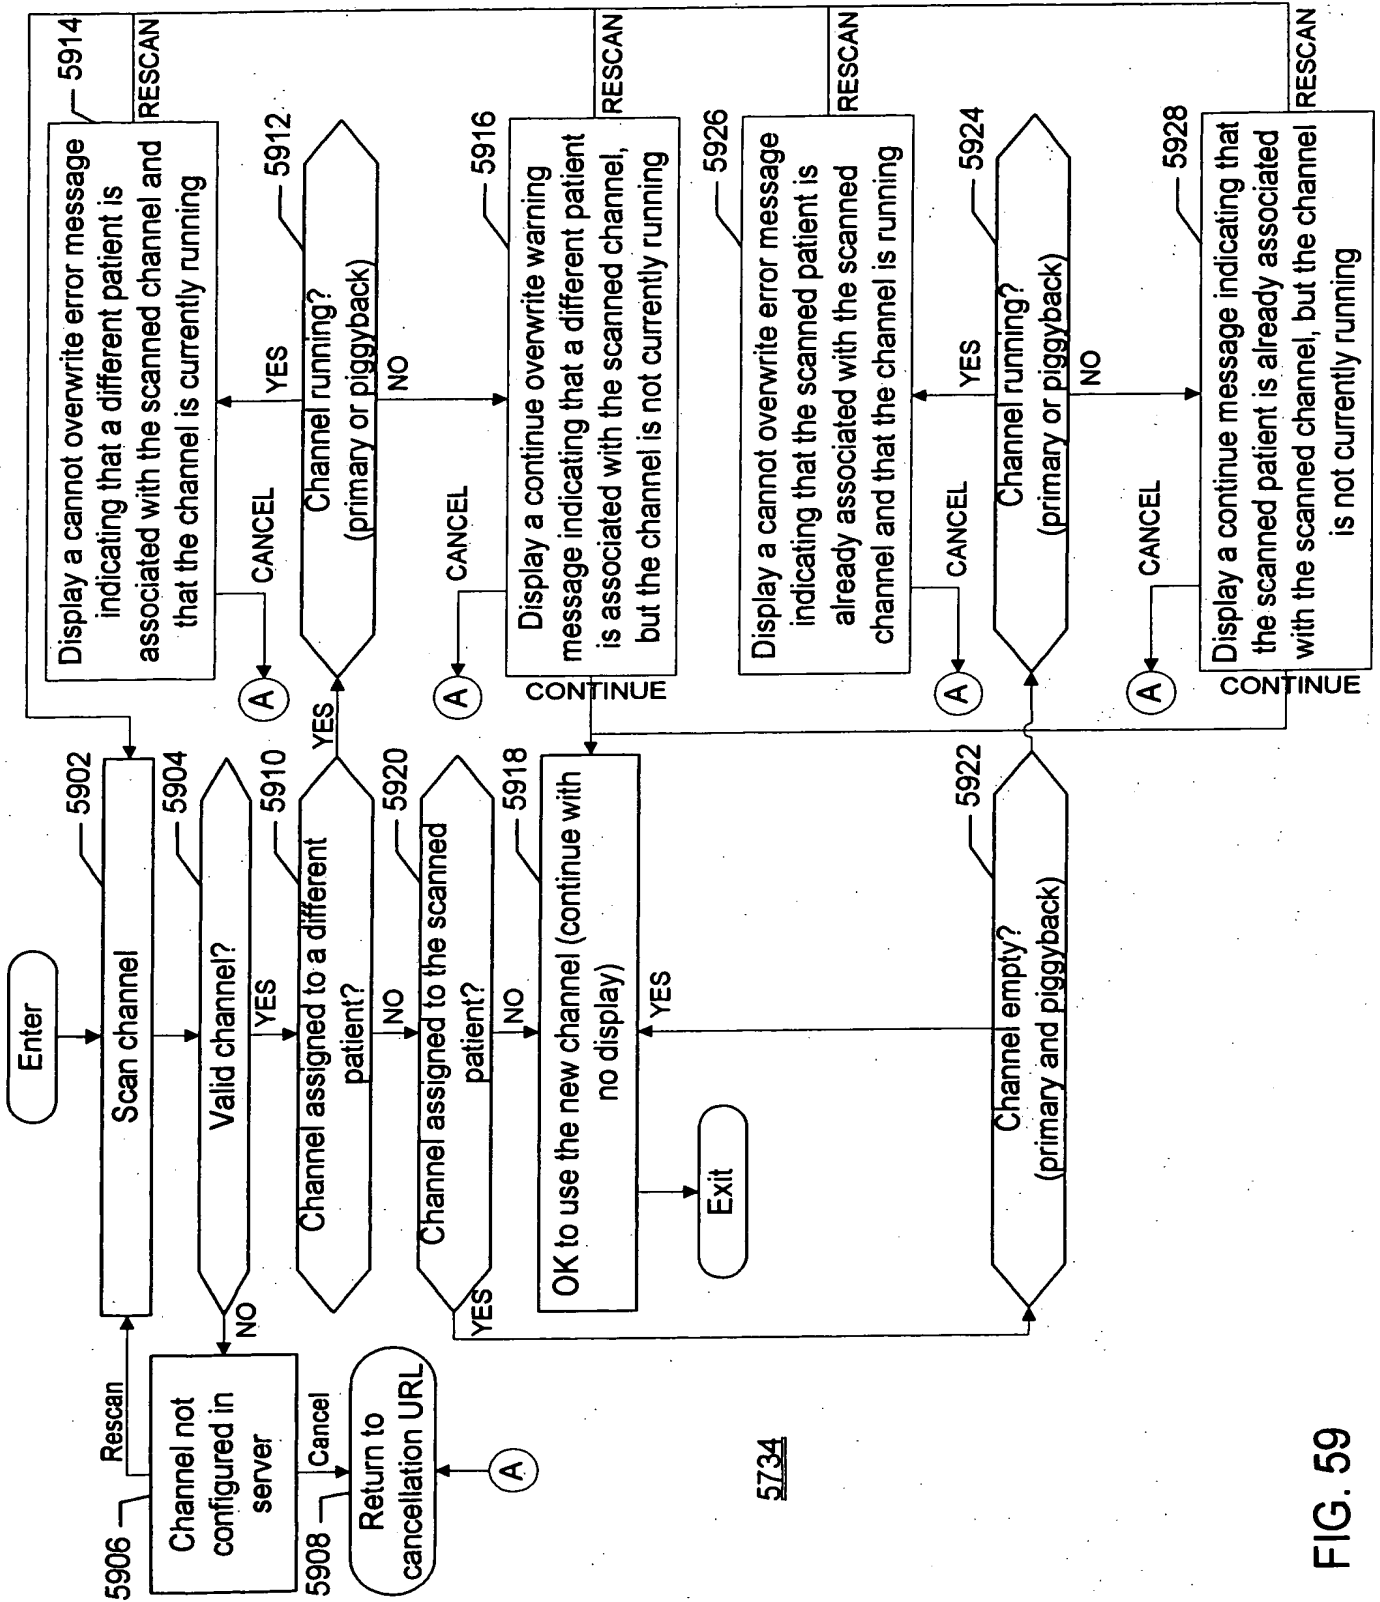 Enter
5902
Scan channel
5904
Valid channel?
YES
NO
Rescan
5906
Channel not
configured in
server
Cancel
5908
Return to
cancellation URL
A
5910
Channel assigned to a different
patient?
YES
NO
5920
Channel assigned to the scanned
patient?
YES
NO
5918
OK to use the new channel (continue with
no display)
YES
Exit
5922
Channel empty?
(primary and piggyback)
5914
Display a cannot overwrite error message
indicating that a different patient is
associated with the scanned channel and
that the channel is currently running
RESCAN
CANCEL
A
YES
5912
Channel running?
(primary or piggyback)
NO
5916
CANCEL
A
Display a continue overwrite warning
message indicating that a different patient
is associated with the scanned channel,
but the channel is not currently running
RESCAN
CONTINUE
5926
Display a cannot overwrite error message
indicating that the scanned patient is
already associated with the scanned
channel and that the channel is running
RESCAN
CANCEL
A
YES
5924
Channel running?
(primary or piggyback)
NO
5928
CANCEL
A
Display a continue message indicating that
the scanned patient is already associated
with the scanned channel, but the channel
is not currently running
RESCAN
CONTINUE
5734
FIG. 59